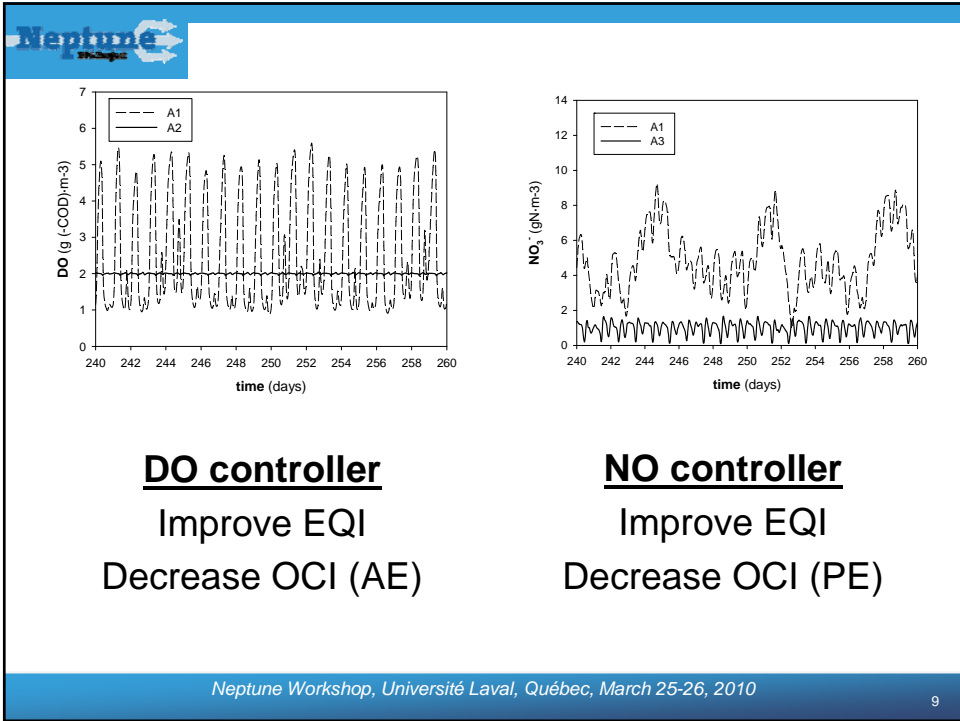 Neptune
7
6
5
4
3
2
1
0
DO (g (-COD)·m-3)
A1
A2
240 242 244 246 248 250 252 254 256 258 260
time (days)
14
12
10
8
6
4
2
0
NO3- (gN·m-3)
A1
A3
240 242 244 246 248 250 252 254 256 258 260
time (days)
DO controller
Improve EQI
Decrease OCI (AE)
NO controller
Improve EQI
Decrease OCI (PE)
Neptune Workshop, Université Laval, Québec, March 25-26, 2010
9